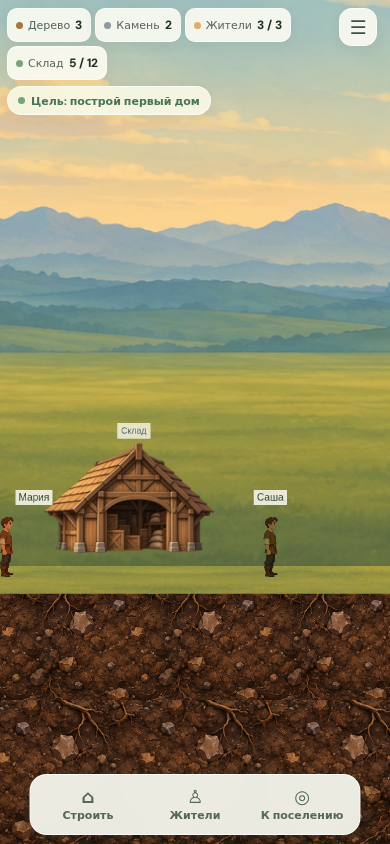 Дерево 3
Камень 2
Жители 3 / 3
Склад 5 / 12
Цель: построй первый дом
Склад
Мария
Саша
Строить
Жители
К поселению